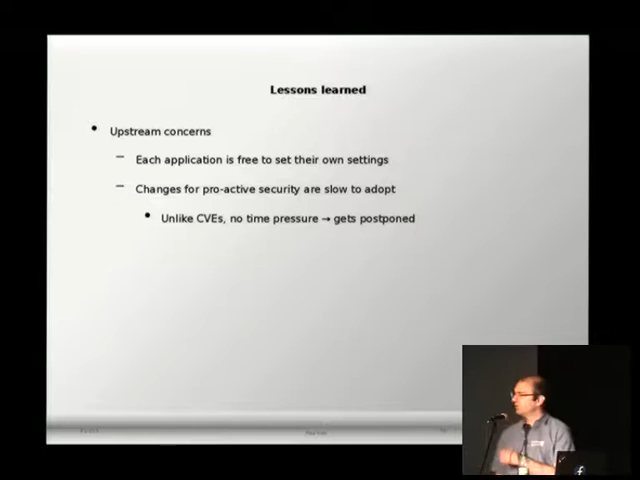 Lessons learned
• Upstream concerns
– Each application is free to set their own settings
– Changes for pro-active security are slow to adopt
• Unlike CVEs, no time pressure → gets postponed